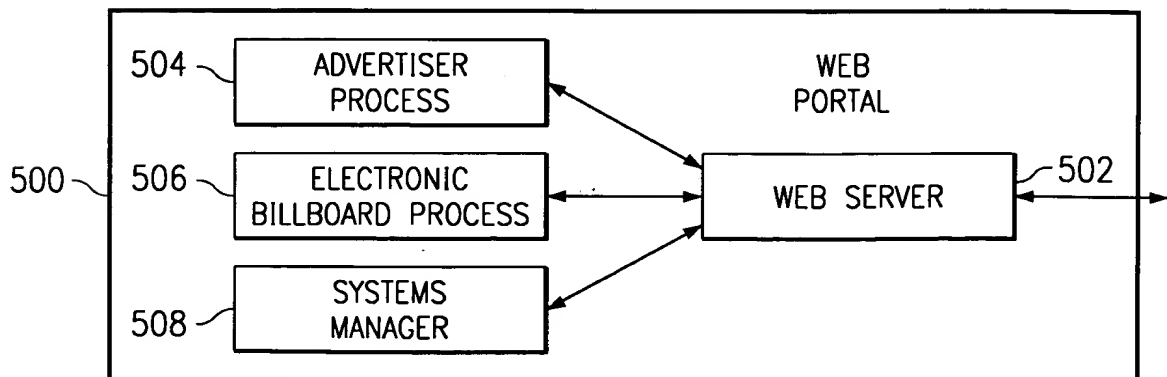 504
ADVERTISER
PROCESS
WEB
PORTAL
500
506
ELECTRONIC
BILLBOARD PROCESS
WEB SERVER
502
508
SYSTEMS
MANAGER